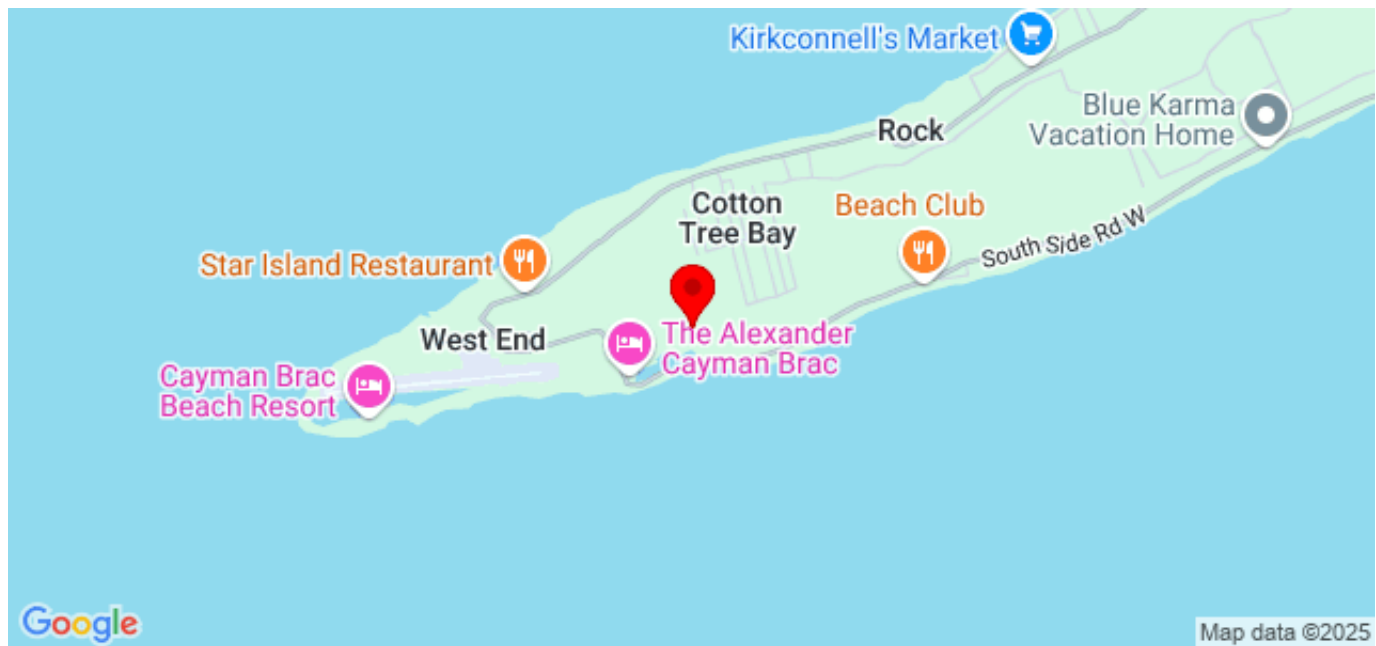 Kirkconnell's Market
Blue Karma
Vacation Home
Rock
Cotton
Tree Bay
Beach Club
South Side Rd W
Star Island Restaurant
West End
The Alexander
Cayman Brac
Cayman Brac
Beach Resort
Google
Map data ©2025